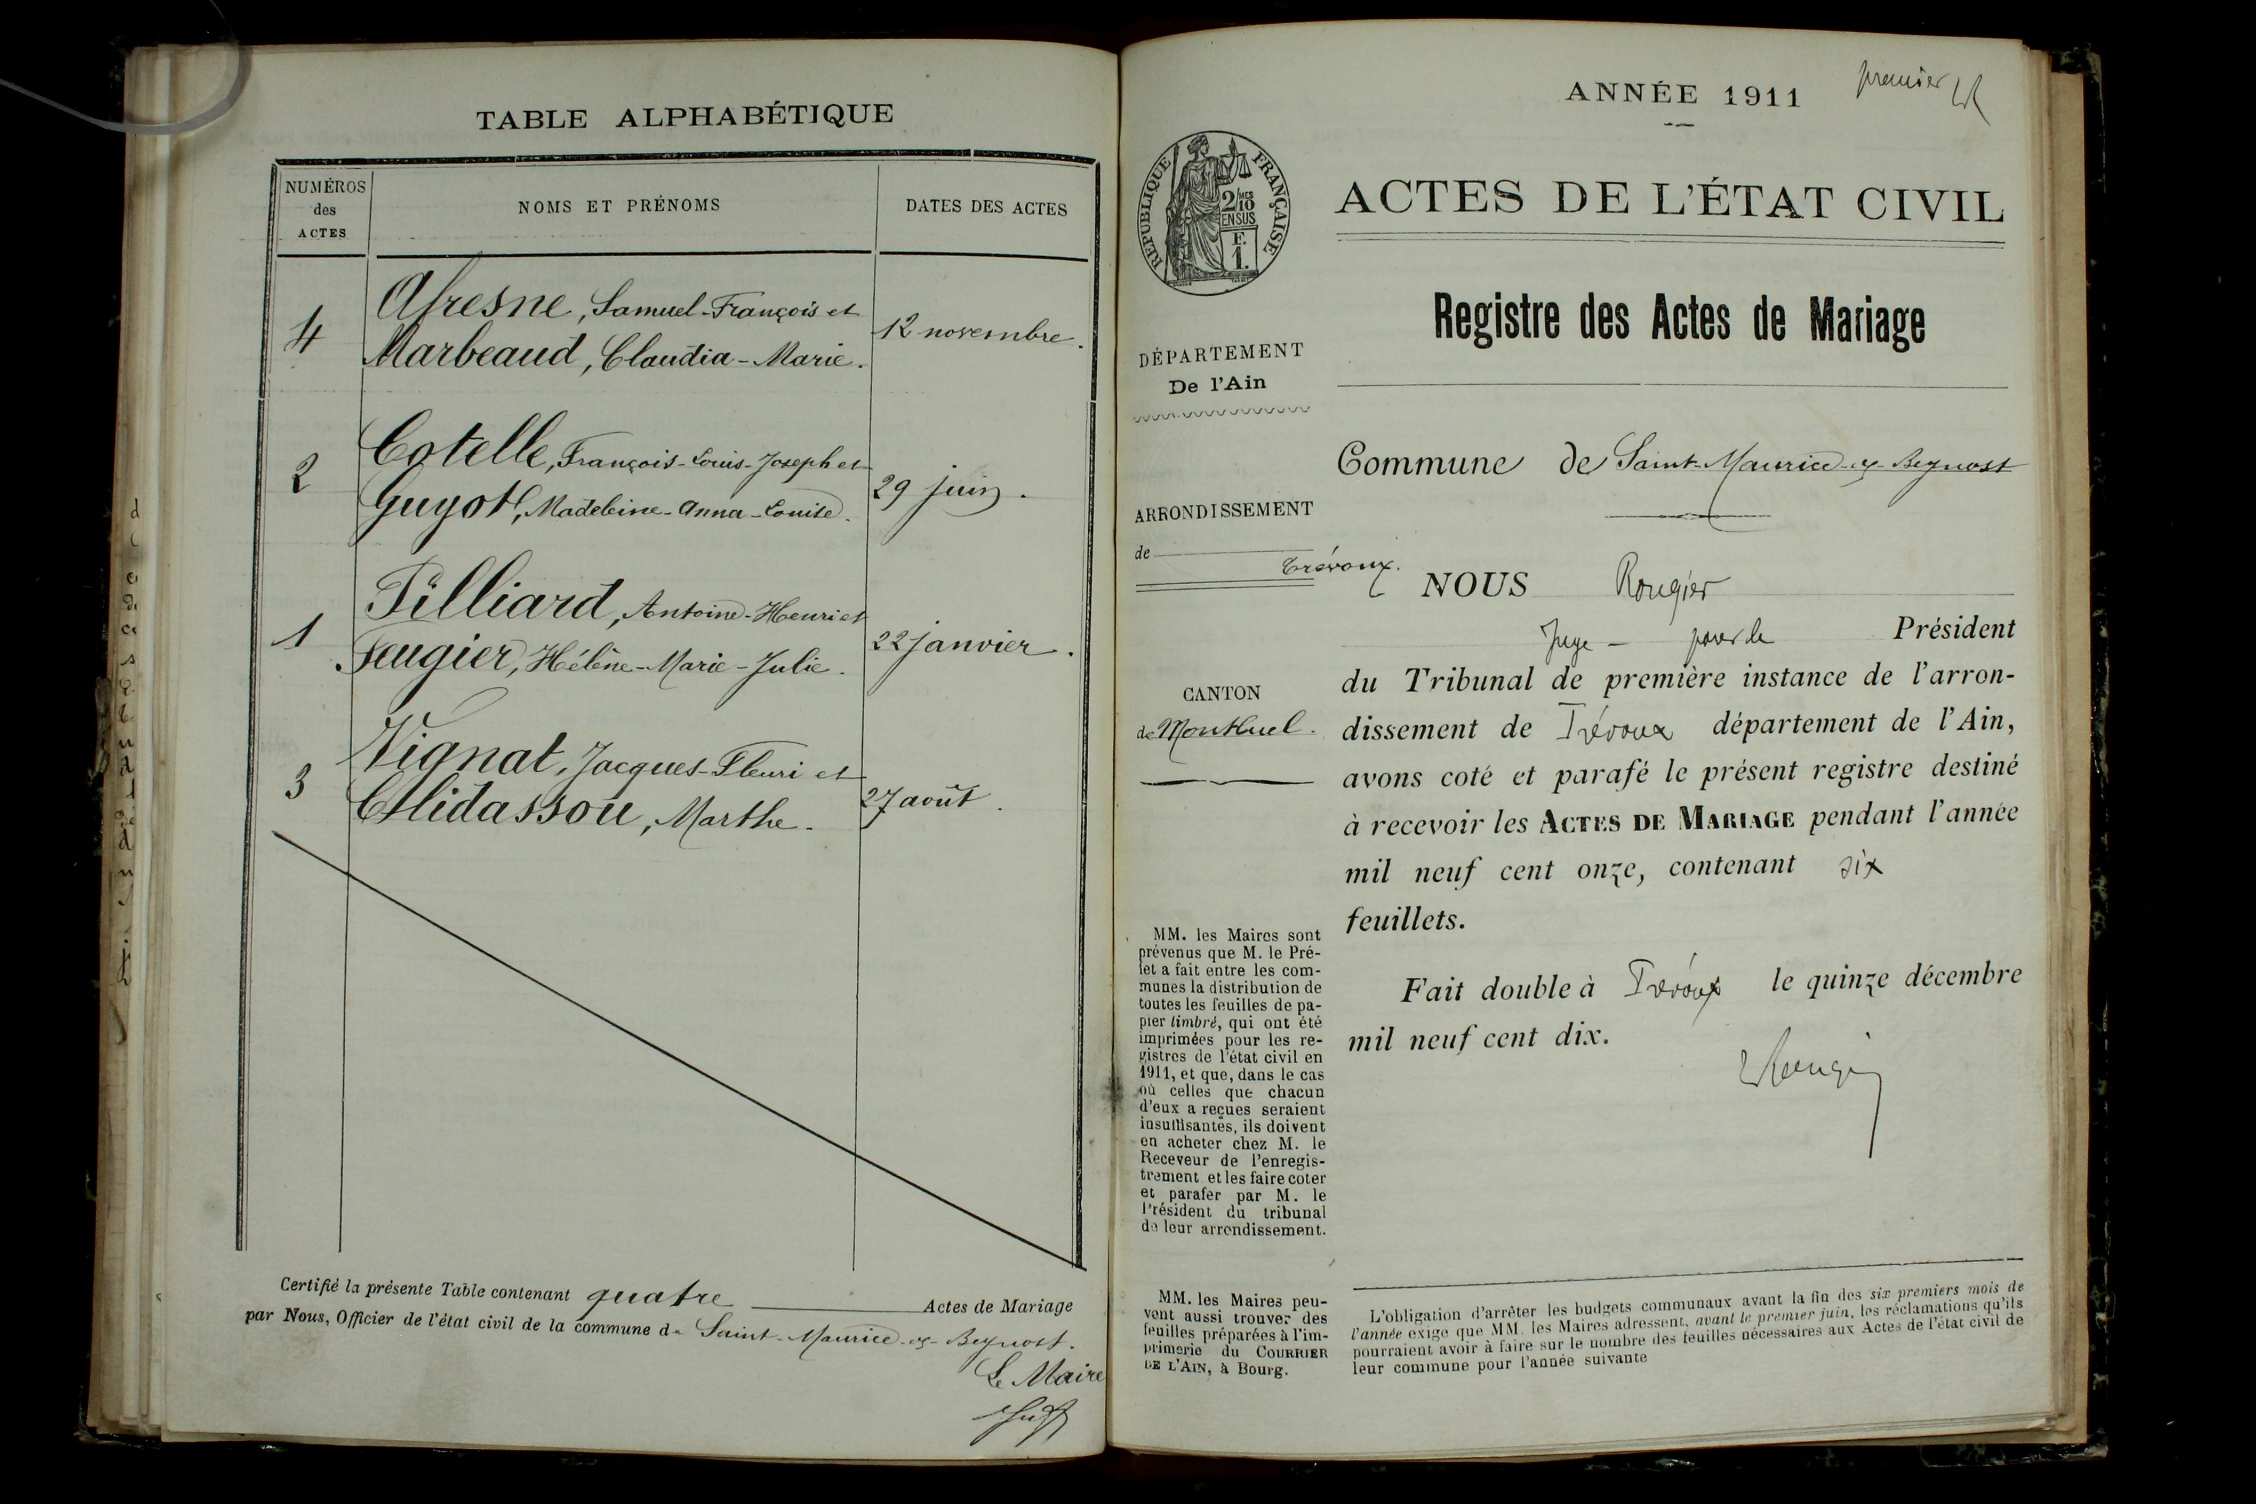 TABLE ALPHABÉTIQUE
NUMÉROS
des
ACTES
NOMS ET PRÉNOMS
DATES DES ACTES
4
Afresne, Samuel-François et
Marbeaud, Claudia-Marie.
12 novembre.
2
Cotelle, François-Louis-Joseph et
Guyot, Madeleine-Anna-Louise.
29 juin.
1
Pilliard, Antoine-Henri et
Feugier, Hélène-Marie-Julie.
22 janvier.
3
Vignat, Jacques-Fleuri et
Marthe.
27 août.
Certifié la présente Table contenant quatre Actes de Mariage
par Nous, Officier de l'état civil de la commune de Saint-Maurice-de-Beynost.
Le Maire
premier
ANNÉE 1911
RÉPUBLIQUE FRANÇAISE
2/10
EN SUS
F.
1.
ACTES DE L'ÉTAT CIVIL
Registre des Actes de Mariage
DÉPARTEMENT
De l'Ain
Commune de Saint-Maurice-de-Beynost
ARRONDISSEMENT
de Trévoux.
CANTON
de Montluel.
NOUS Rougier
Juge - pour le Président
du Tribunal de première instance de l'arron-
dissement de Trévoux département de l'Ain,
avons coté et parafé le présent registre destiné
à recevoir les ACTES DE MARIAGE pendant l'année
mil neuf cent onze, contenant six
feuillets.
Fait double à Trévoux le quinze décembre
mil neuf cent dix.
Rougier
MM. les Maires sont
prévenus que M. le Pré-
fet a fait entre les com-
munes la distribution de
toutes les feuilles de pa-
pier timbré, qui ont été
imprimées pour les re-
gistres de l'état civil en
1911, et que, dans le cas
où celles que chacun
d'eux a reçues seraient
insuffisantes, ils doivent
en acheter chez M. le
Receveur de l'enregis-
trement et les faire coter
et parafer par M. le
Président du tribunal
de leur arrondissement.
MM. les Maires peu-
vent aussi trouver des
feuilles préparées à l'im-
primerie du COURRIER
DE L'AIN, à Bourg.
L'obligation d'arrêter les budgets communaux avant la fin des six premiers mois de
l'année exige que MM. les Maires adressent, avant le premier juin, les réclamations qu'ils
pourraient avoir à faire sur le nombre des feuilles nécessaires aux Actes de l'état civil de
leur commune pour l'année suivante